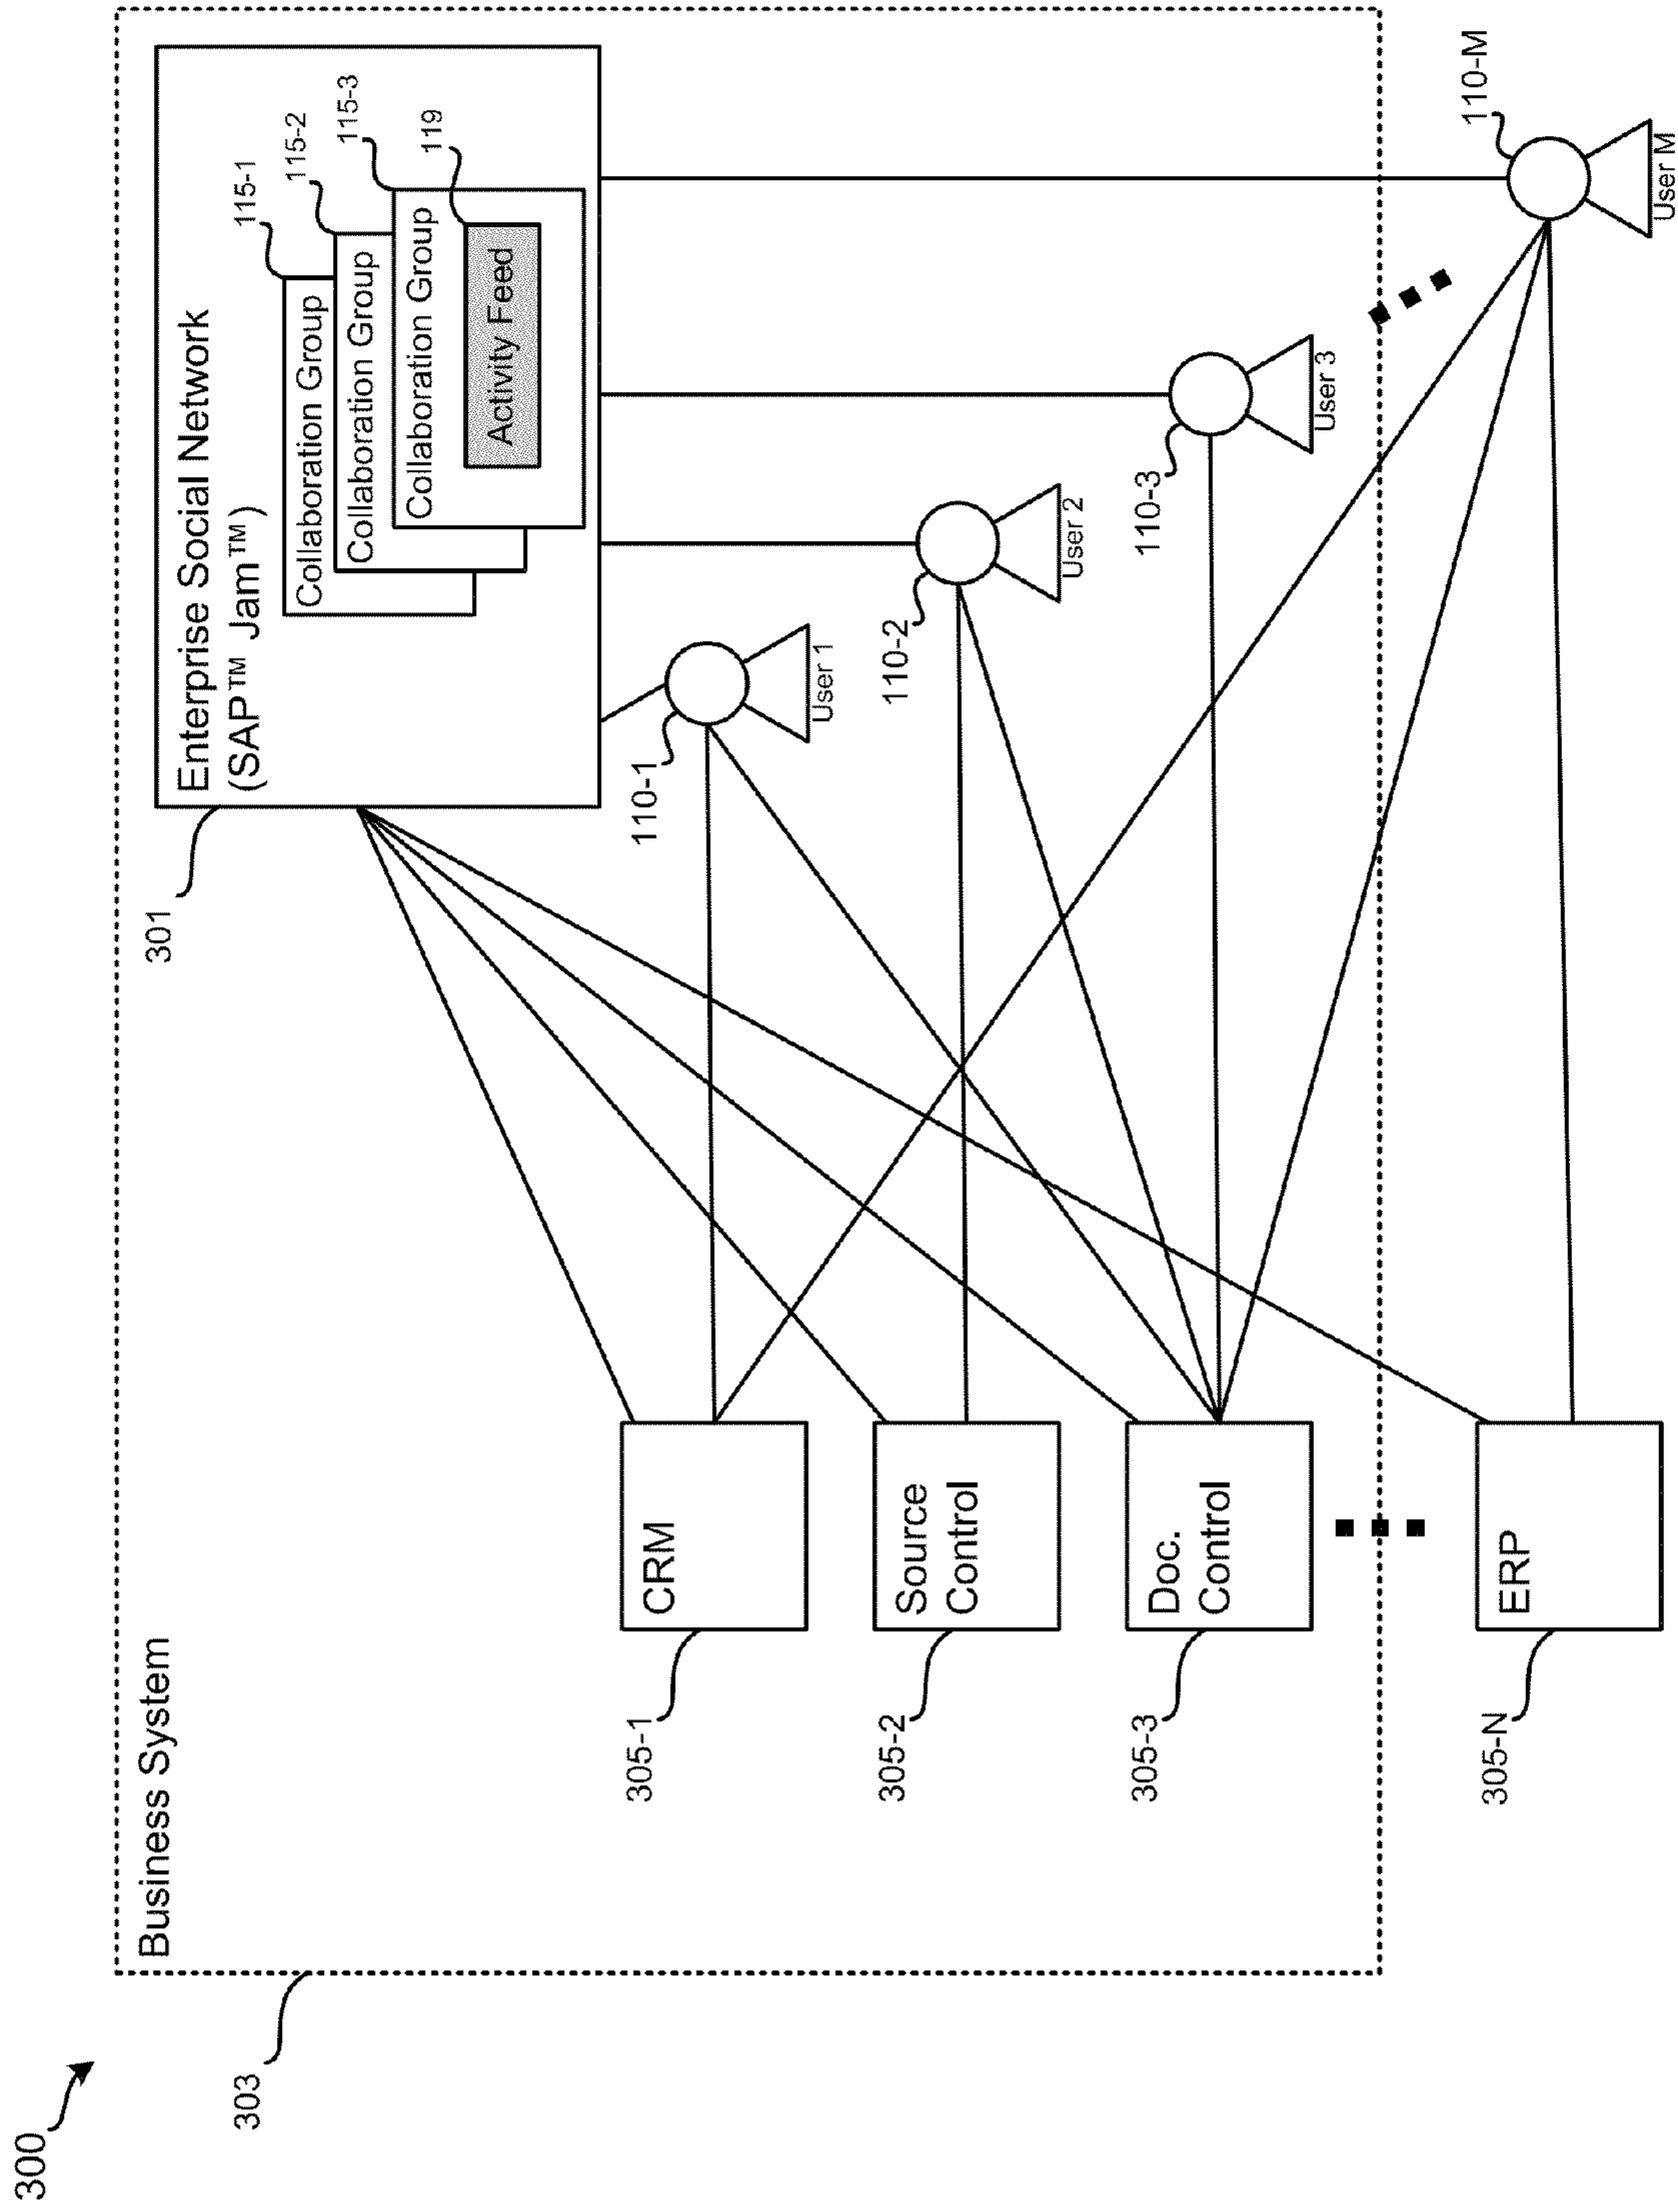 300
303
Business System
301
Enterprise Social Network
(SAP™ Jam™)
115-1
115-2
115-3
119
Collaboration Group
Collaboration Group
Collaboration Group
Activity Feed
305-1
CRM
110-1
User 1
305-2
Source
Control
110-2
User 2
305-3
Doc.
Control
110-3
User 3
305-N
ERP
110-M
User M